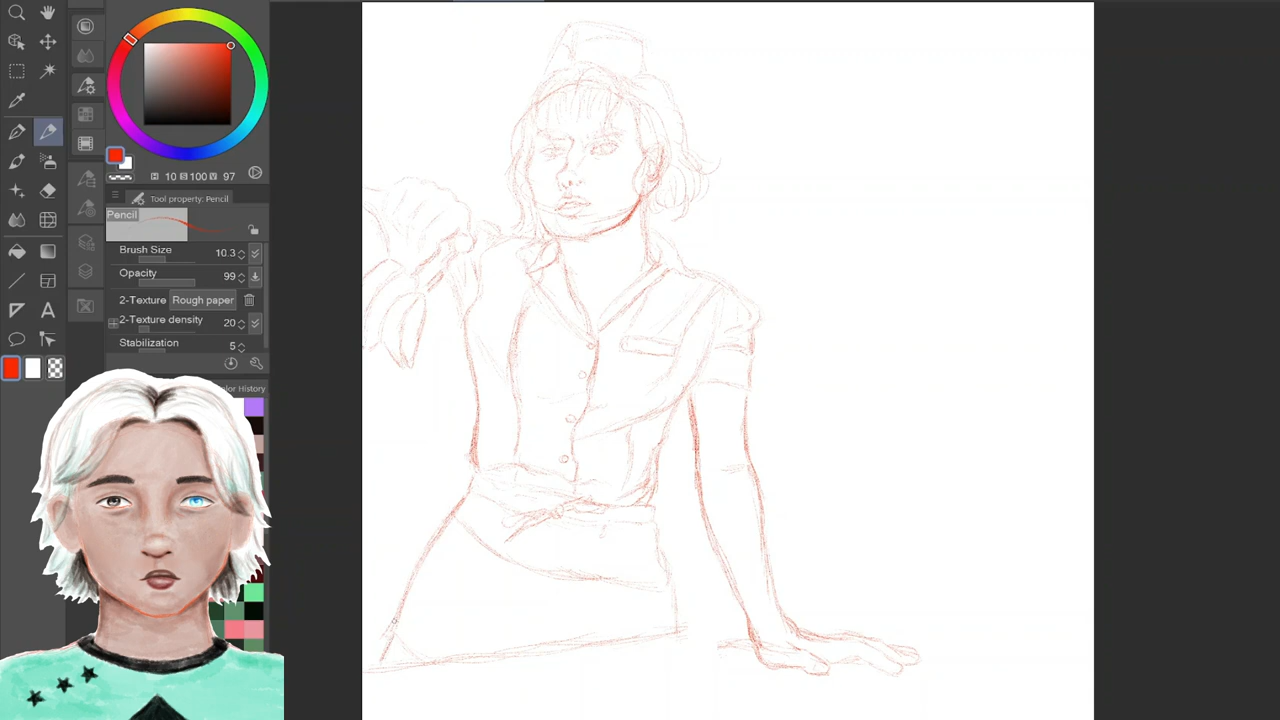 H 10 S 100 V 97
Tool property: Pencil
Pencil
Brush Size 10.3
Opacity 99
2-Texture Rough paper
2-Texture density 20
Stabilization 5
Color History